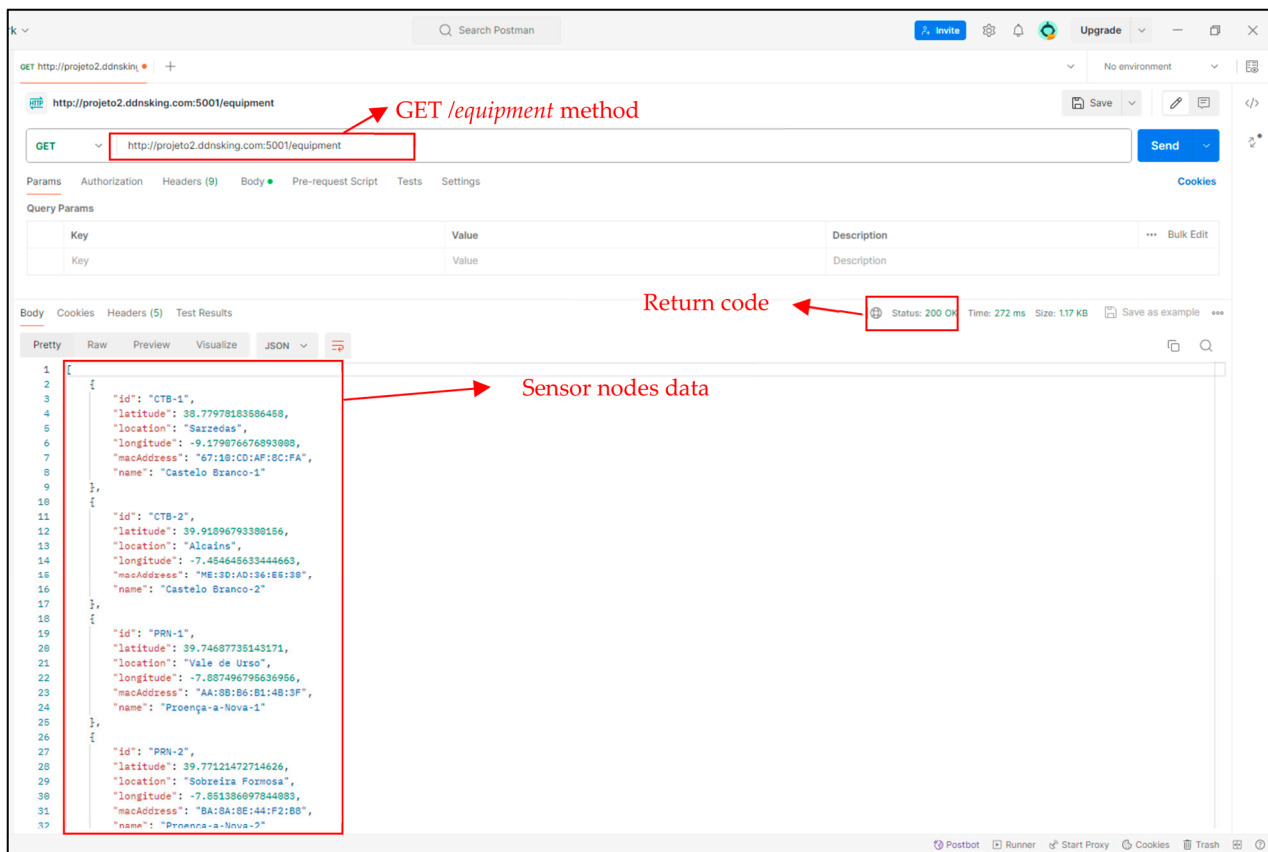 rk
Search Postman
Invite
Upgrade
GET http://projeto2.ddnsking
No environment
HTTP http://projeto2.ddnsking.com:5001/equipment
GET /equipment method
Save
GET http://projeto2.ddnsking.com:5001/equipment
Send
Params Authorization Headers (9) Body Pre-request Script Tests Settings Cookies
Query Params
Key Value Description ... Bulk Edit
Key Value Description
Return code
Body Cookies Headers (5) Test Results Status: 200 OK Time: 272 ms Size: 1.17 KB Save as example
Pretty Raw Preview Visualize JSON
Sensor nodes data
1 [
2 {
3 "id": "CTB-1",
4 "latitude": 38.77978183586458,
5 "location": "Sarzedas",
6 "longitude": -9.179076676893008,
7 "macAddress": "67:10:CD:AF:8C:FA",
8 "name": "Castelo Branco-1"
9 },
10 {
11 "id": "CTB-2",
12 "latitude": 39.91896793380156,
13 "location": "Alcains",
14 "longitude": -7.454645633444663,
15 "macAddress": "ME:3D:AD:36:E5:30",
16 "name": "Castelo Branco-2"
17 },
18 {
19 "id": "PRN-1",
20 "latitude": 39.74687735143171,
21 "location": "Vale de Urso",
22 "longitude": -7.887496795636956,
23 "macAddress": "AA:8B:B6:B1:4B:3F",
24 "name": "Proença-a-Nova-1"
25 },
26 {
27 "id": "PRN-2",
28 "latitude": 39.77121472714626,
29 "location": "Sobreira Formosa",
30 "longitude": -7.851386097844083,
31 "macAddress": "BA:8A:8E:44:F2:B8",
32 "name": "Proença-a-Nova-2"
Postbot Runner Start Proxy Cookies Trash